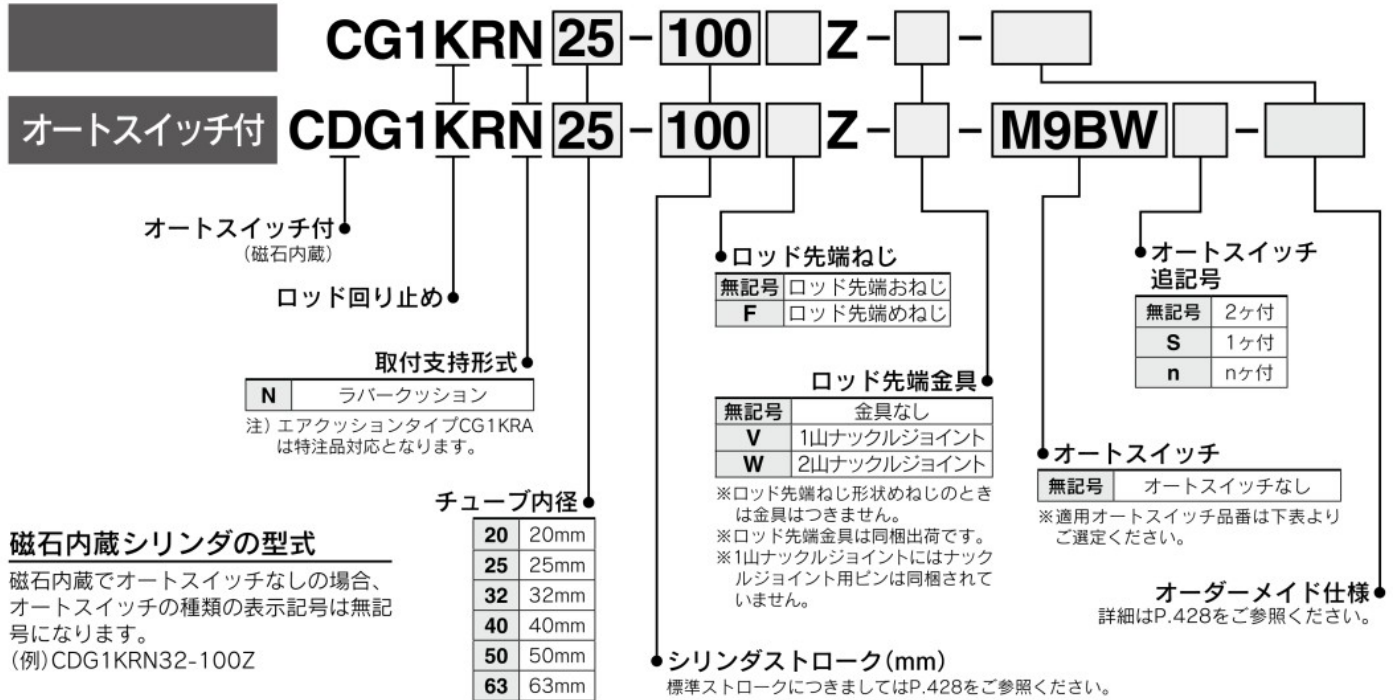 CG1KRN 25 - 100 Z - -
オートスイッチ付 CDG1KRN 25 - 100 Z - - M9BW -
オートスイッチ付
(磁石内蔵)
ロッド回り止め
取付支持形式
N ラバークッション
注) エアクッションタイプCG1KRA
は特注品対応となります。
チューブ内径
20 20mm
25 25mm
32 32mm
40 40mm
50 50mm
63 63mm
磁石内蔵シリンダの型式
磁石内蔵でオートスイッチなしの場合、
オートスイッチの種類の表示記号は無記
号になります。
(例)CDG1KRN32-100Z
シリンダストローク(mm)
標準ストロークにつきましてはP.428をご参照ください。
ロッド先端ねじ
無記号 ロッド先端おねじ
F ロッド先端めねじ
ロッド先端金具
無記号 金具なし
V 1山ナックルジョイント
W 2山ナックルジョイント
※ロッド先端ねじ形状めねじのとき
は金具はつきません。
※ロッド先端金具は同梱出荷です。
※1山ナックルジョイントにはナック
ルジョイント用ピンは同梱されて
いません。
オートスイッチ
追記号
無記号 2ヶ付
S 1ヶ付
n nヶ付
オートスイッチ
無記号 オートスイッチなし
※適用オートスイッチ品番は下表より
ご選定ください。
オーダーメイド仕様
詳細はP.428をご参照ください。